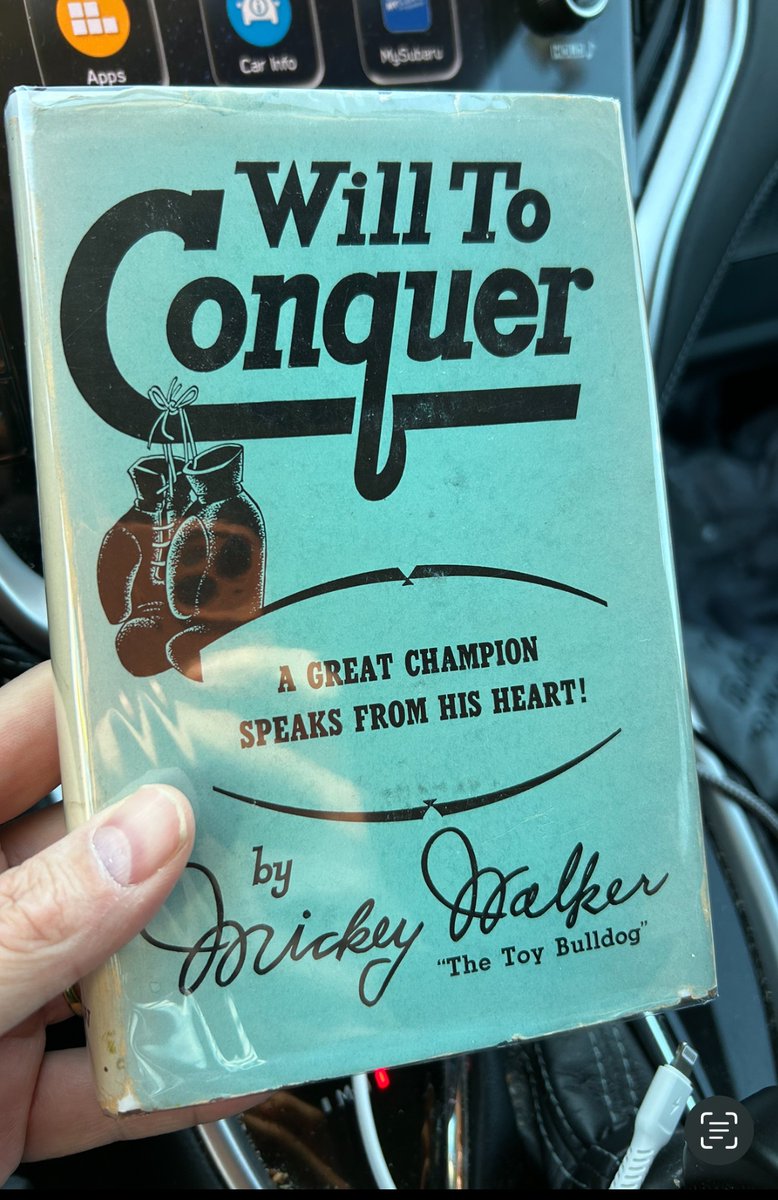 Apps
Car Info
MySubaru
MENU
Will To
Conquer
A GREAT CHAMPION
SPEAKS FROM HIS HEART!
by
Mickey Walker
"The Toy Bulldog"